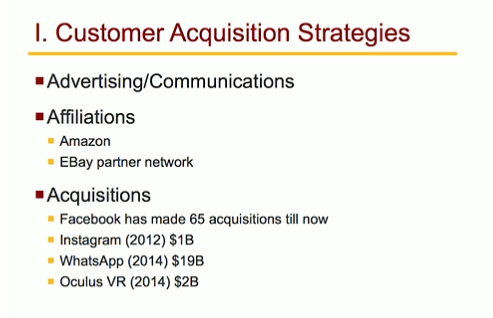 I. Customer Acquisition Strategies
Advertising/Communications
Affiliations
Amazon
EBay partner network
Acquisitions
Facebook has made 65 acquisitions till now
Instagram (2012) $1B
WhatsApp (2014) $19B
Oculus VR (2014) $2B